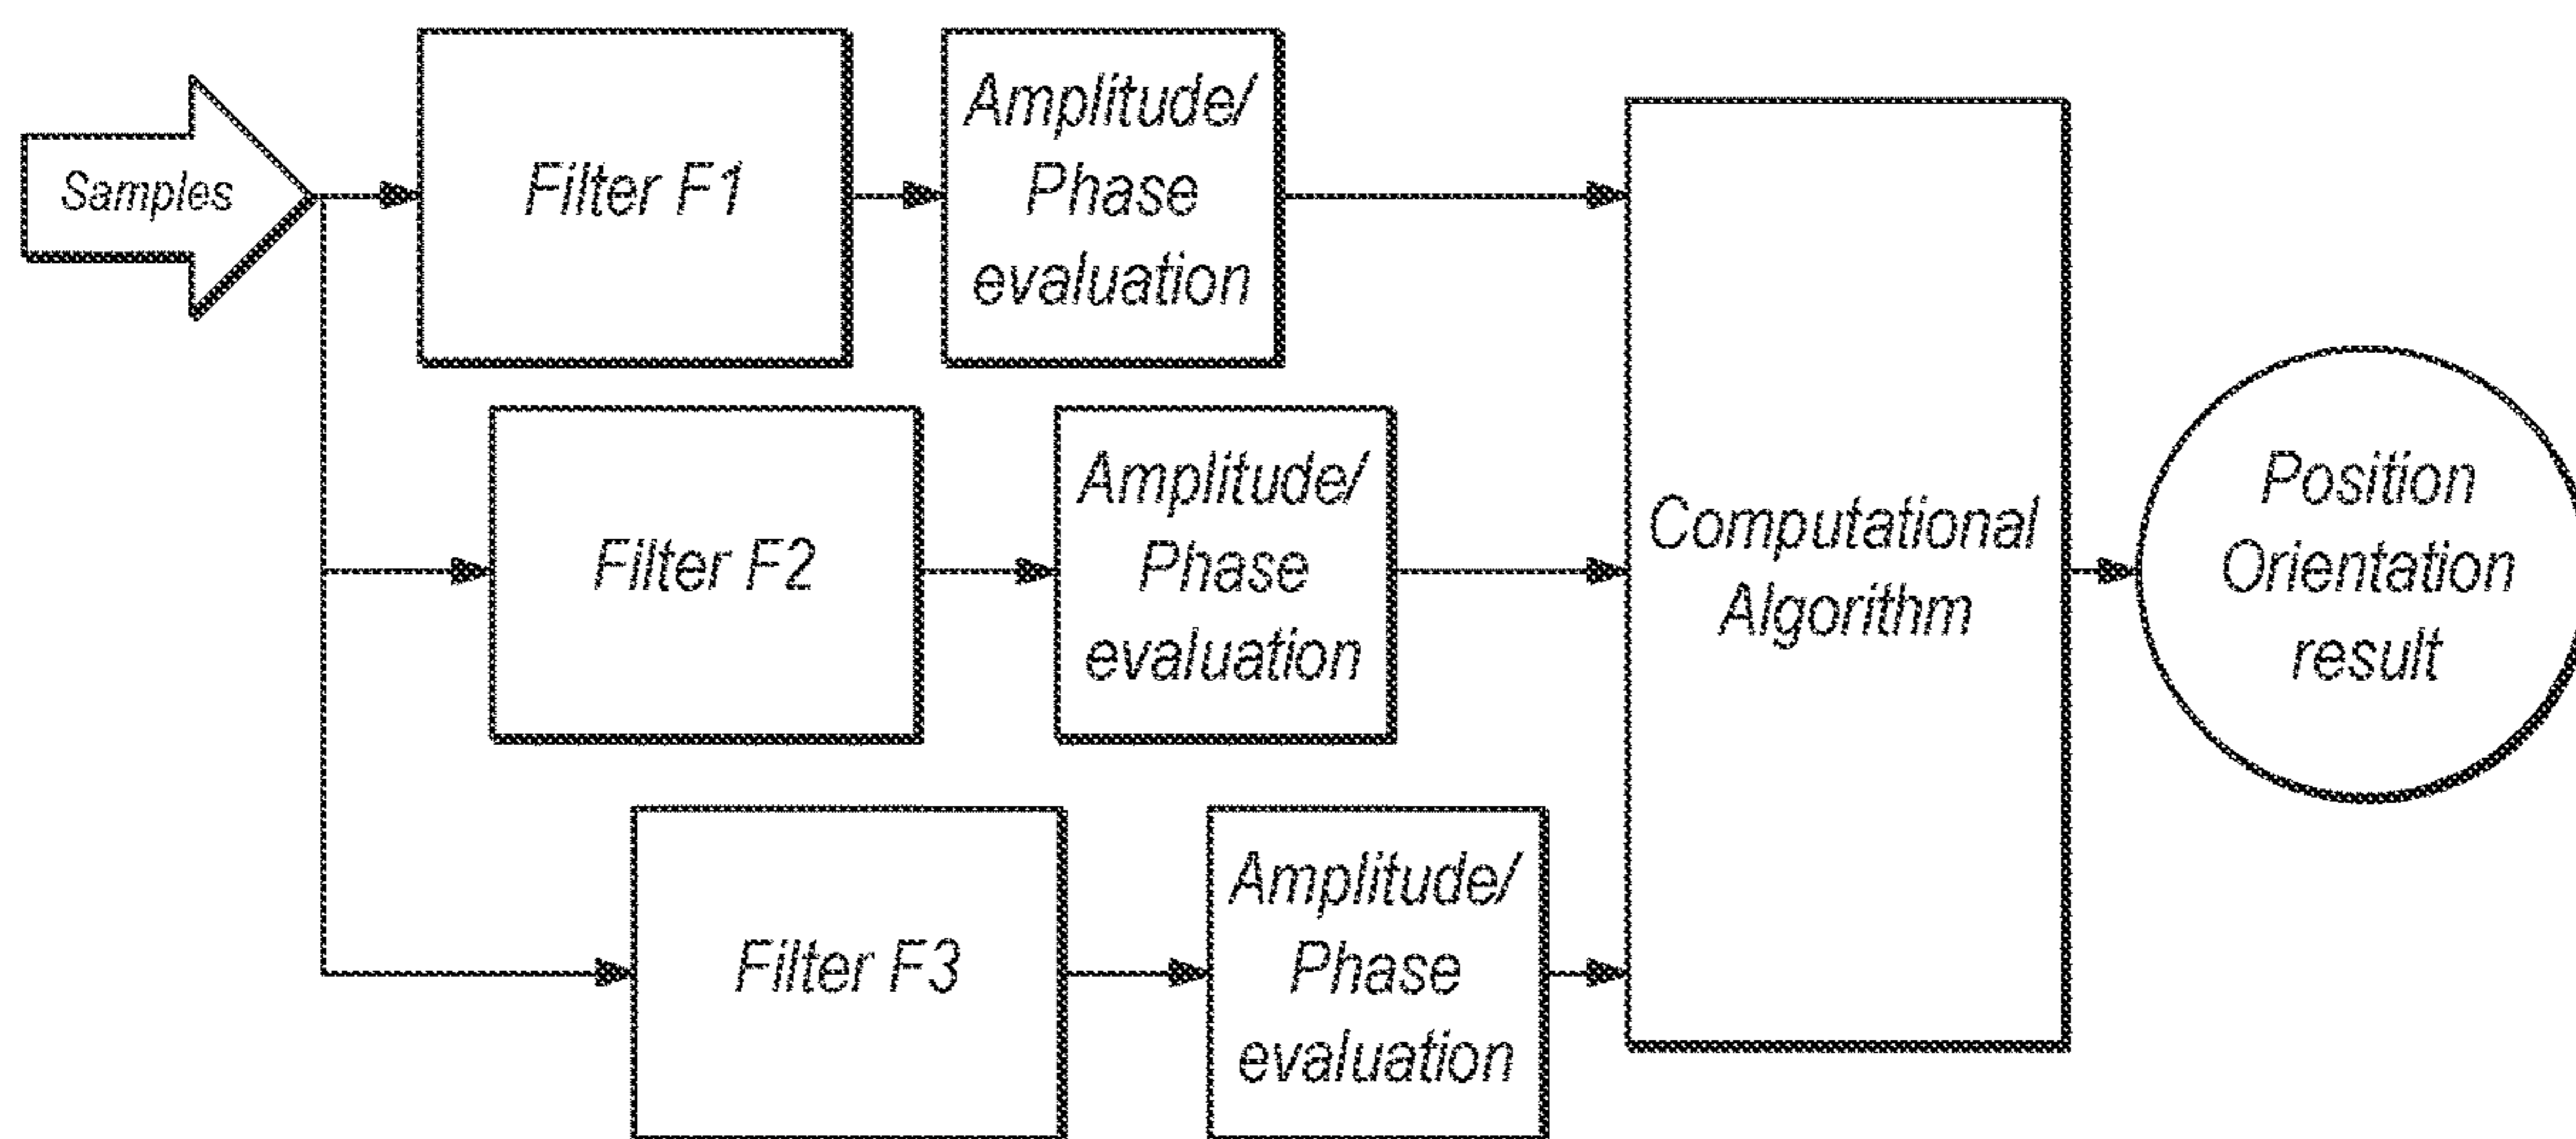 Samples
Filter F1
Amplitude/
Phase
evaluation
Filter F2
Amplitude/
Phase
evaluation
Filter F3
Amplitude/
Phase
evaluation
Computational
Algorithm
Position
Orientation
result